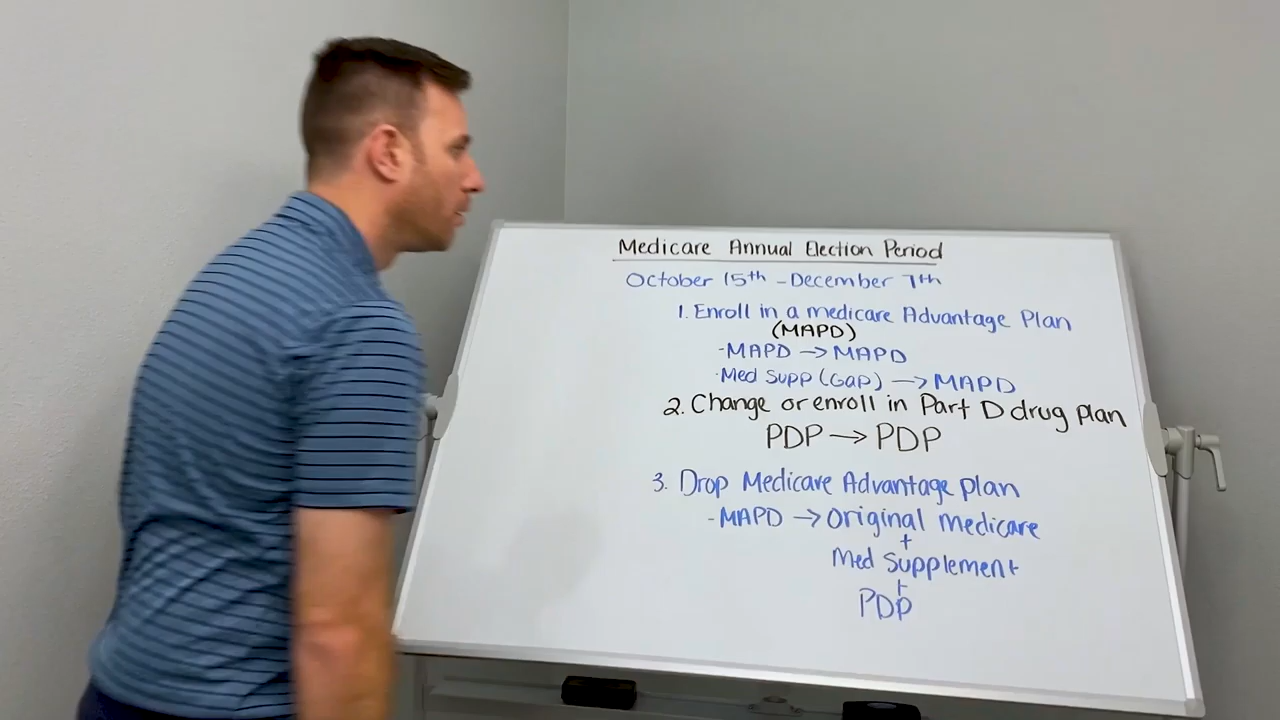 Medicare Annual Election Period
October 15th - December 7th
1. Enroll in a medicare Advantage Plan
(MAPD)
-MAPD → MAPD
·Med Supp (Gap) → MAPD
2. Change or enroll in Part D drug plan
PDP → PDP
3. Drop Medicare Advantage plan
-MAPD → Original medicare
+
Med Supplement
+
PDP